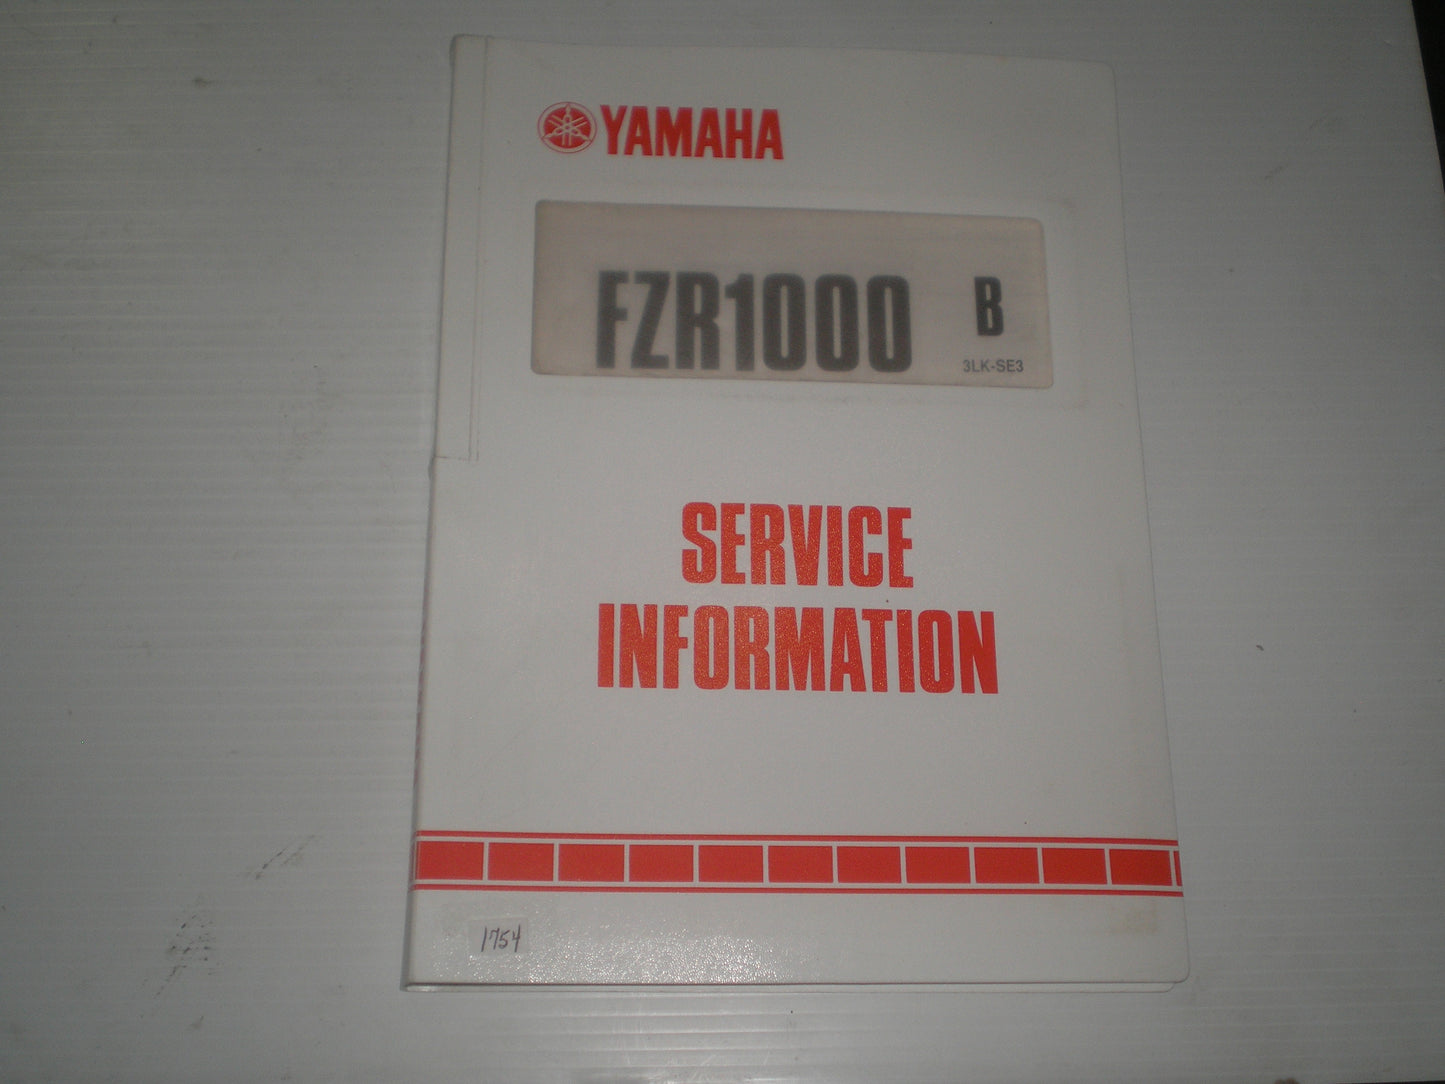 YAMAHA
FZR1000 B
3LK-SE3
SERVICE
INFORMATION
1754